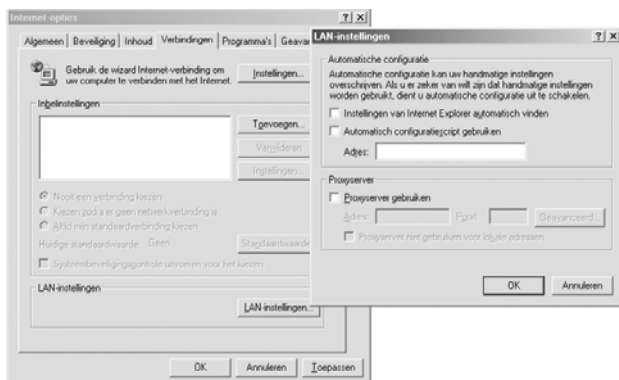 Internet-opties
Algemeen
Beveiliging
Inhoud
Verbindingen
Programma's
Geavan
Gebruik de wizard Internet-verbinding om
uw computer te verbinden met het Internet.
Instellingen...
Inbelinstellingen
Toevoegen...
Verwijderen
Instellingen...
Nooit een verbinding kiezen
Kiezen zodra er geen netwerkverbinding is
Altijd mijn standaardverbinding kiezen
Huidige standaardwaarde:
Geen
Standaardwaarde
Systeembeveiligingscontrole uitvoeren voor het kiezen
LAN-instellingen
LAN-instellingen...
OK
Annuleren
Toepassen
LAN-instellingen
Automatische configuratie
Automatische configuratie kan uw handmatige instellingen
overschrijven. Als u er zeker van wilt zijn dat handmatige instellingen
worden gebruikt, dient u automatische configuratie uit te schakelen.
Instellingen van Internet Explorer automatisch vinden
Automatisch configuratiescript gebruiken
Adres:
Proxyserver
Proxyserver gebruiken
Adres:
Poort:
Geavanceerd...
Proxyserver niet gebruiken voor lokale adressen
OK
Annuleren